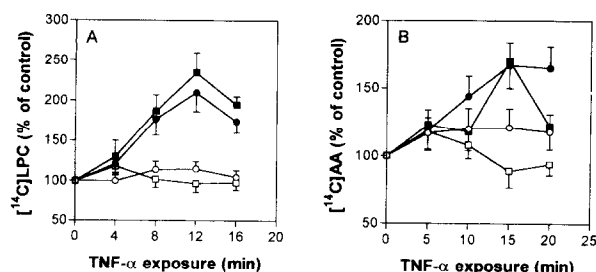 A
[¹⁴C]LPC (% of control)
300
250
200
150
100
50
0 4 8 12 16 20
TNF-α exposure (min)
B
[¹⁴C]AA (% of control)
200
150
100
50
0 5 10 15 20 25
TNF-α exposure (min)